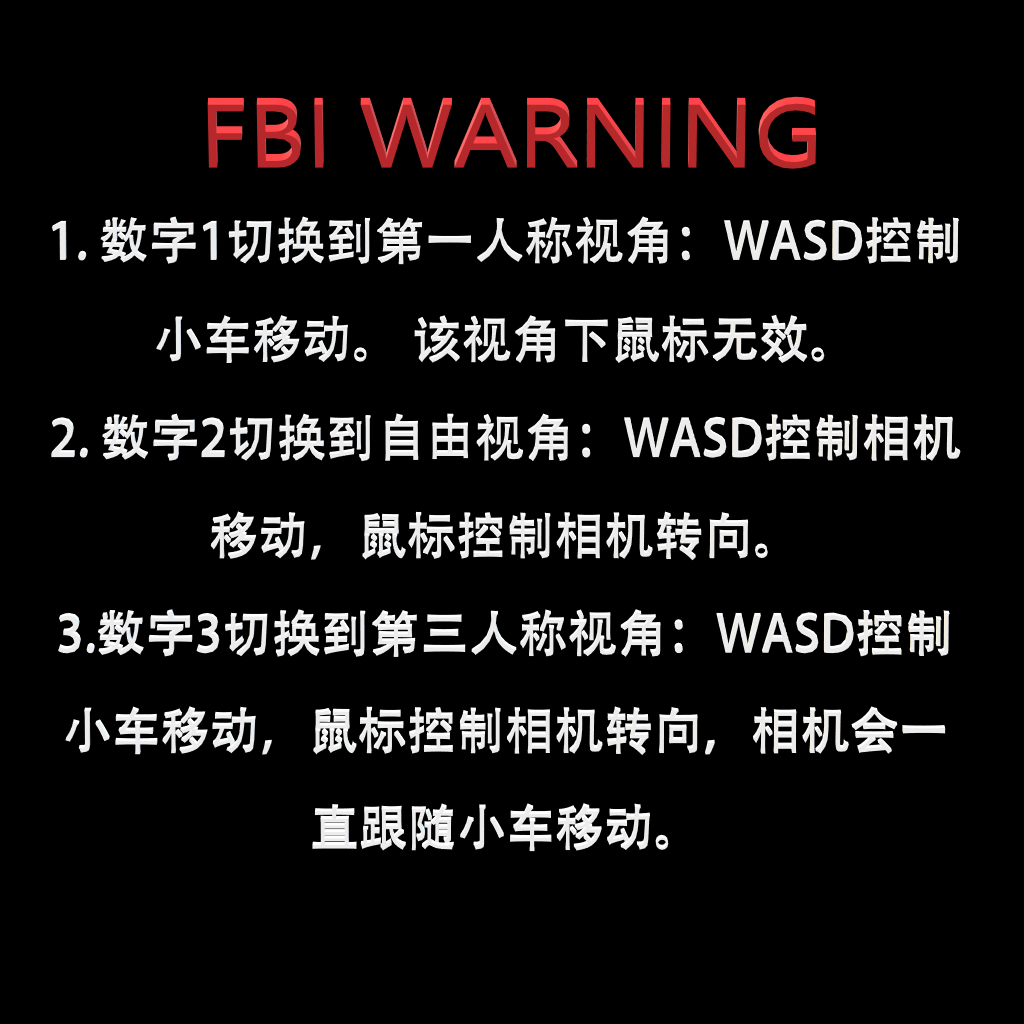 FBI WARNING
1. 数字1切换到第一人称视角：WASD控制
小车移动。 该视角下鼠标无效。
2. 数字2切换到自由视角：WASD控制相机
移动， 鼠标控制相机转向。
3.数字3切换到第三人称视角：WASD控制
小车移动， 鼠标控制相机转向，相机会一
直跟随小车移动。